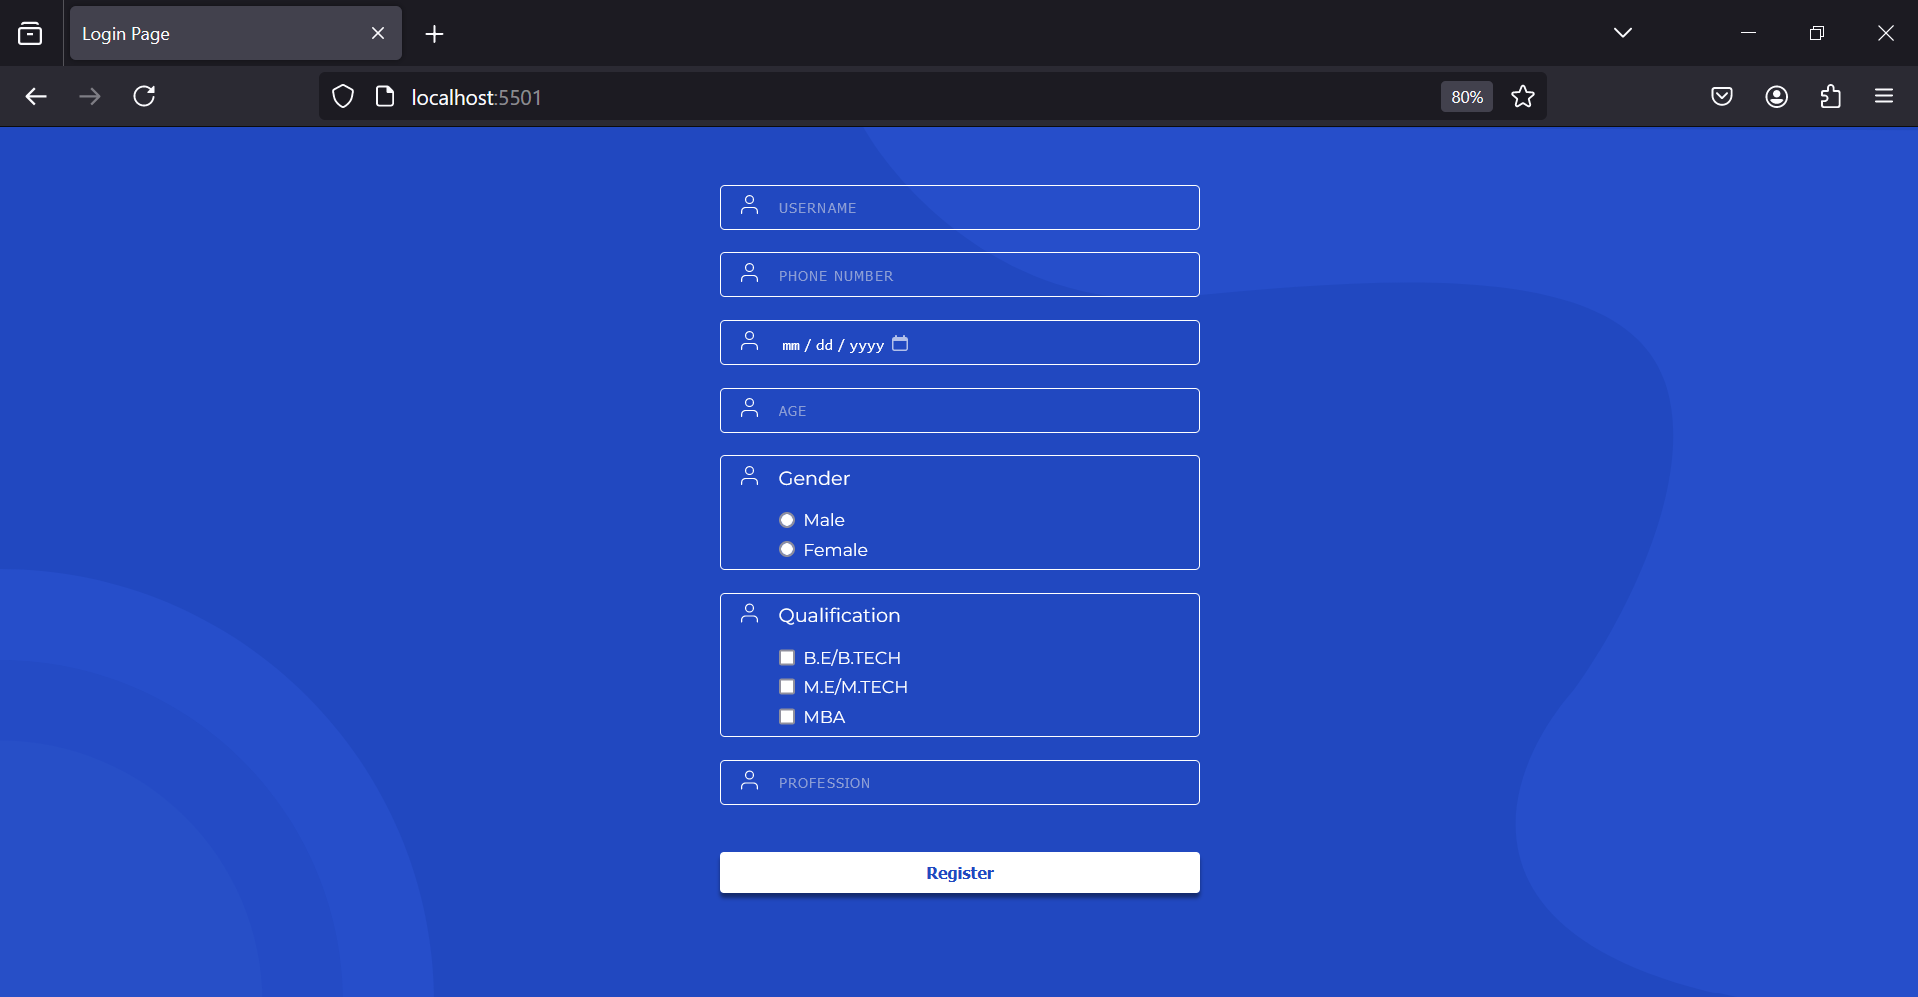 Login Page
localhost:5501
80%
USERNAME
PHONE NUMBER
mm / dd / yyyy
AGE
Gender
Male
Female
Qualification
B.E/B.TECH
M.E/M.TECH
MBA
PROFESSION
Register